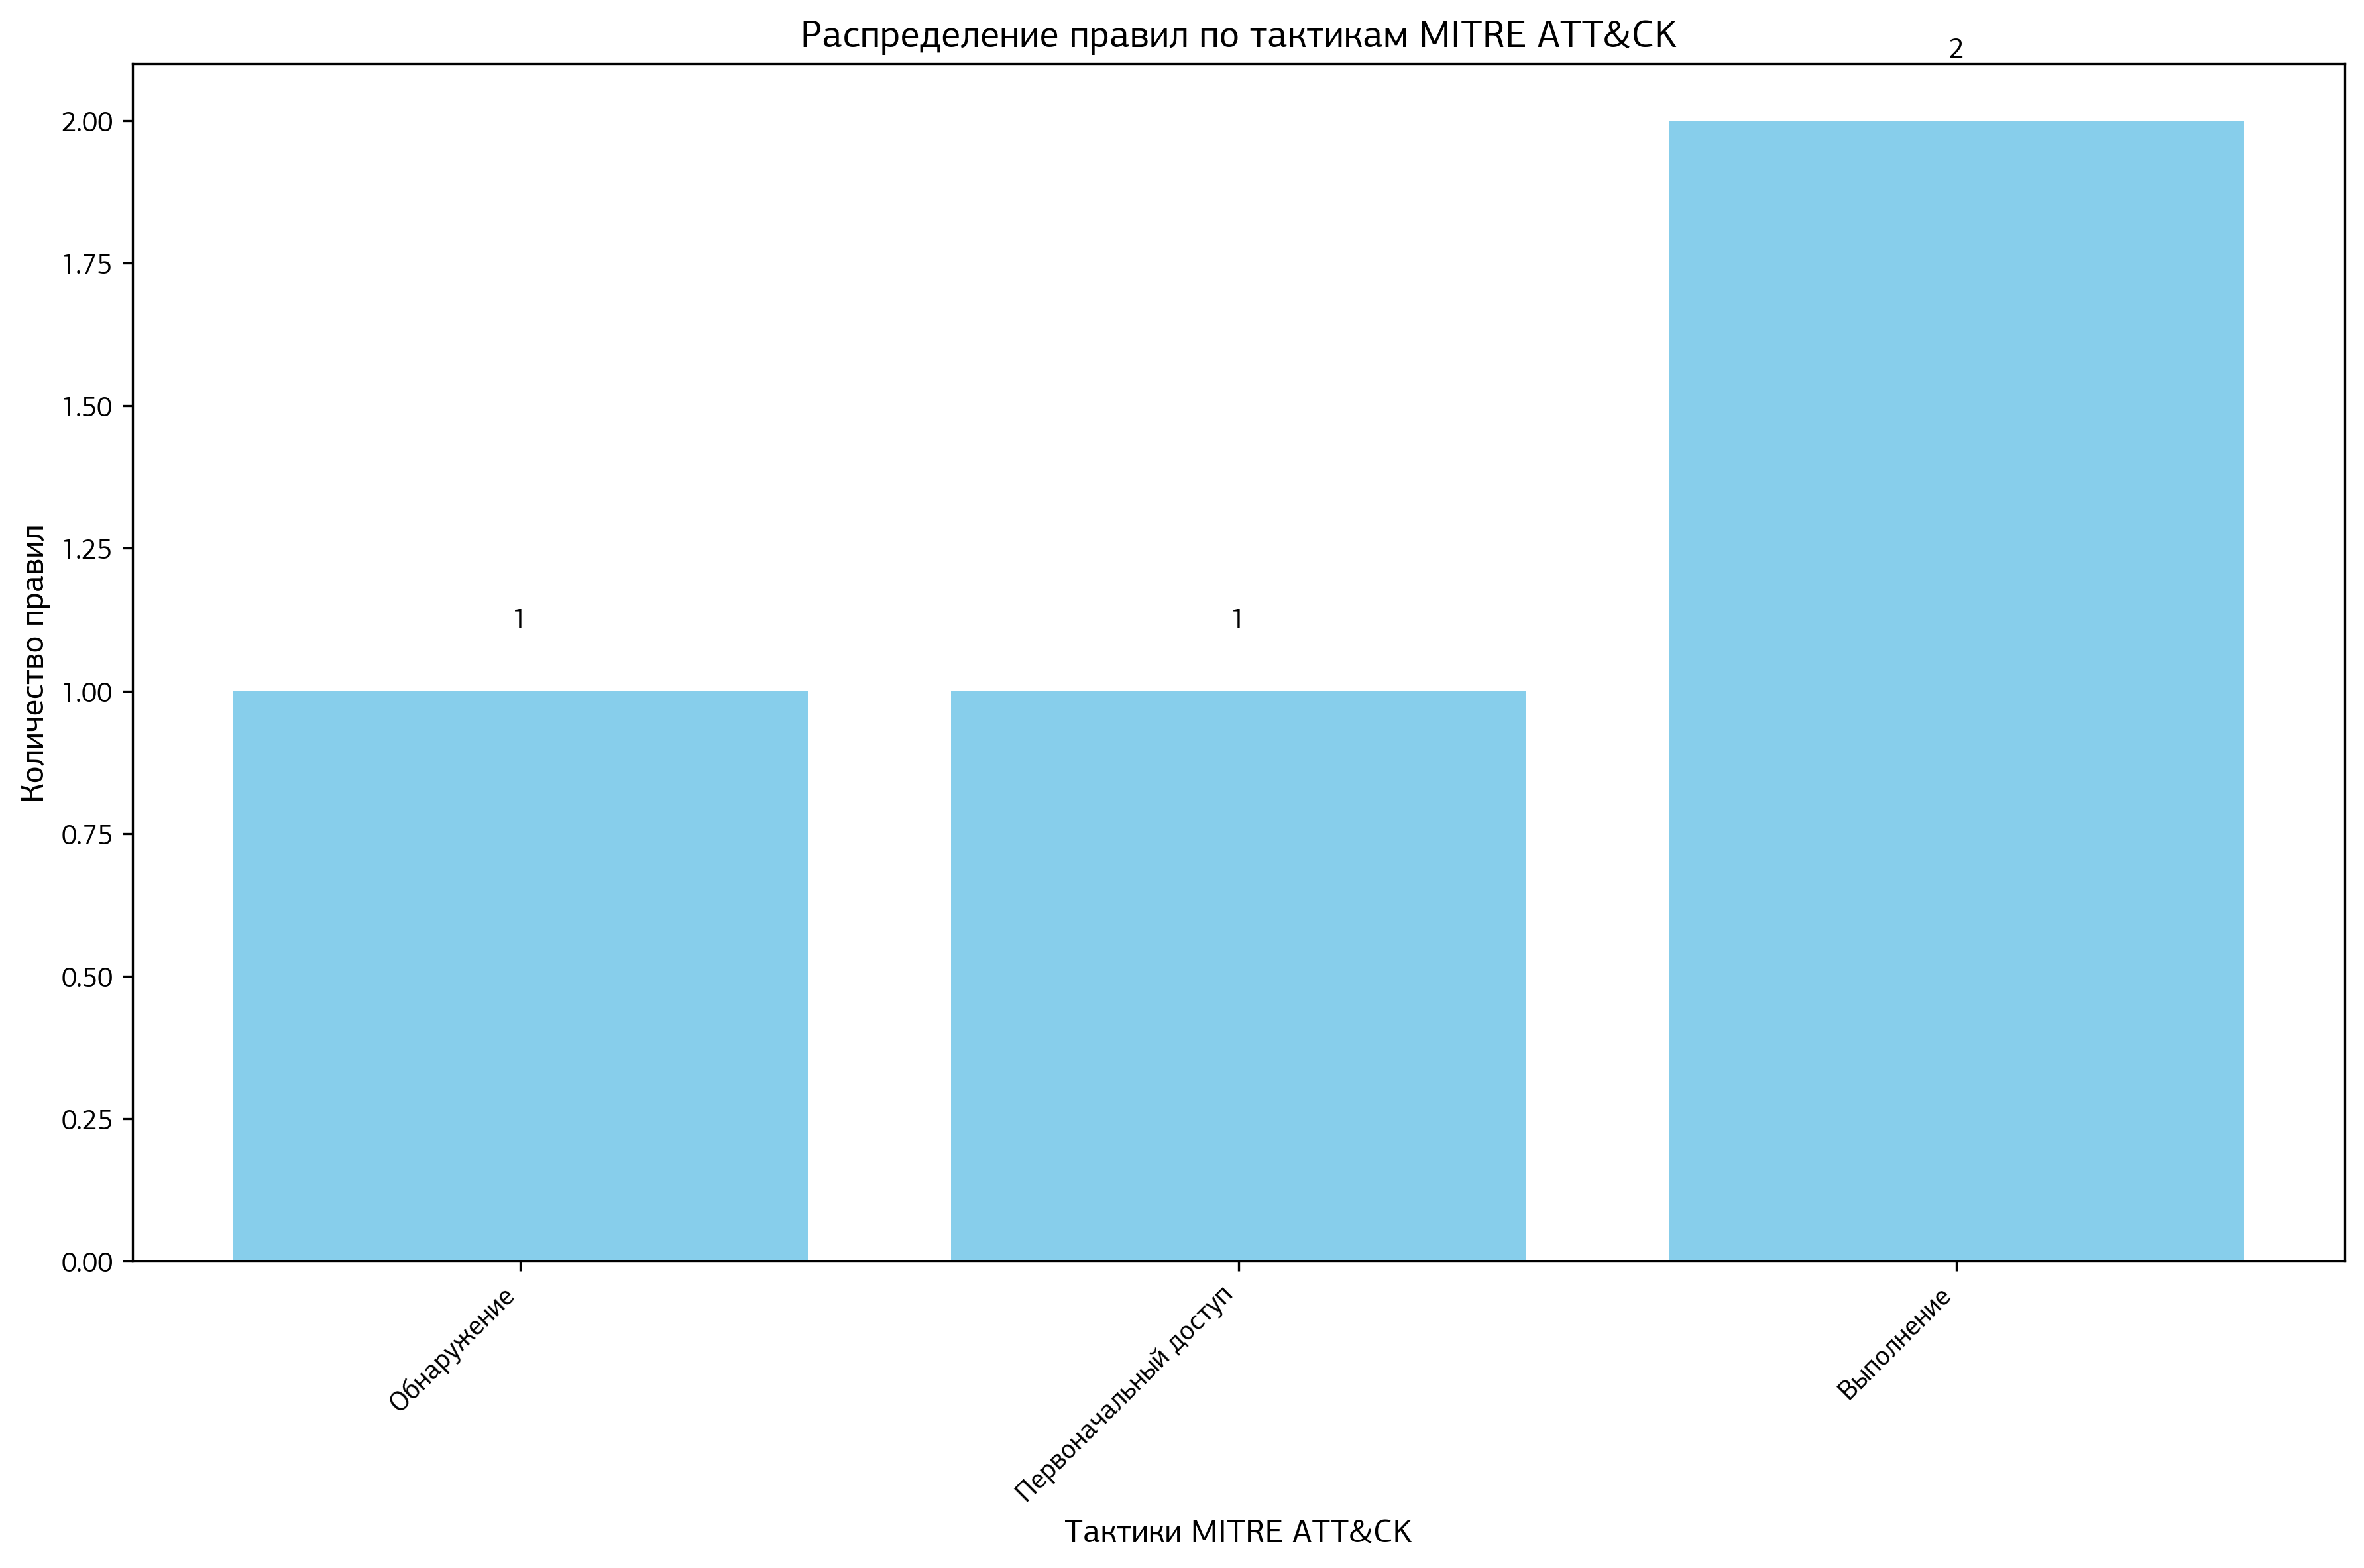 Распределение правил по тактикам MITRE ATT&CK
2
2.00
1.75
1.50
1.25
1
1
1.00
0.75
0.50
0.25
0.00
Количество правил
Обнаружение
Первоначальный доступ
Выполнение
Тактики MITRE ATT&CK